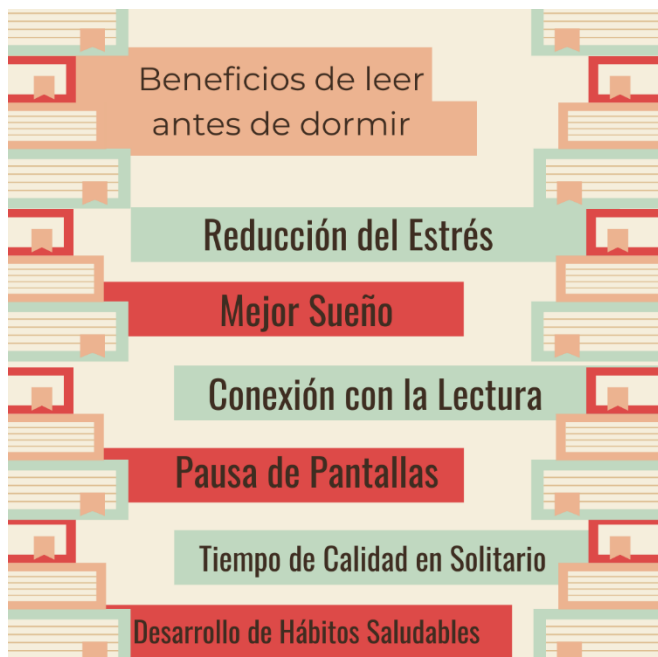 Beneficios de leer
antes de dormir
Reducción del Estrés
Mejor Sueño
Conexión con la Lectura
Pausa de Pantallas
Tiempo de Calidad en Solitario
Desarrollo de Hábitos Saludables